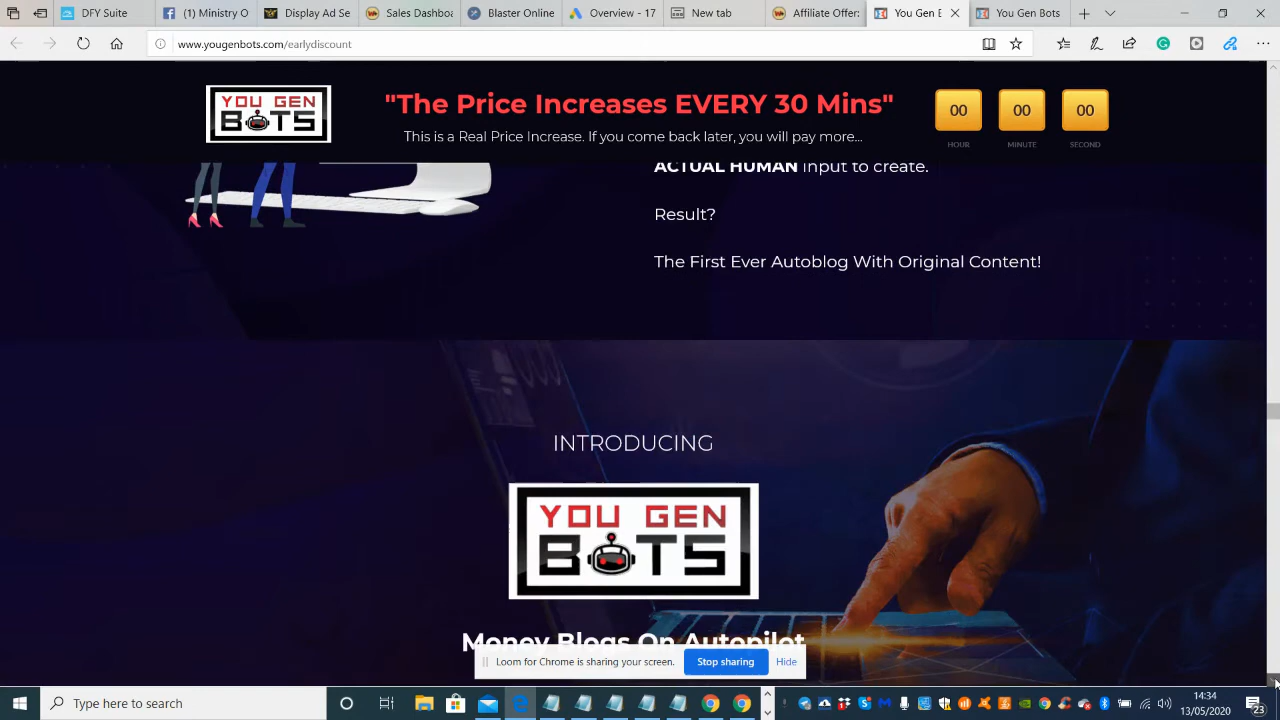 (1) Ministry O
DFY Suite
Display Ad Se
Sales Dashboa
Blaster Online
Overview - 17
New tab
Affiliate Offers
You Gen B
You Gen Bots
www.yougenbots.com/earlydiscount
YOU GEN
BOTS
"The Price Increases EVERY 30 Mins"
This is a Real Price Increase. If you come back later, you will pay more...
00 00 00
HOUR MINUTE SECOND
ACTUAL HUMAN input to create.
Result?
The First Ever Autoblog With Original Content!
INTRODUCING
YOU GEN
BOTS
Money Blogs On Autopilot
Loom for Chrome is sharing your screen. Stop sharing Hide
Type here to search
14:34
13/05/2020
23